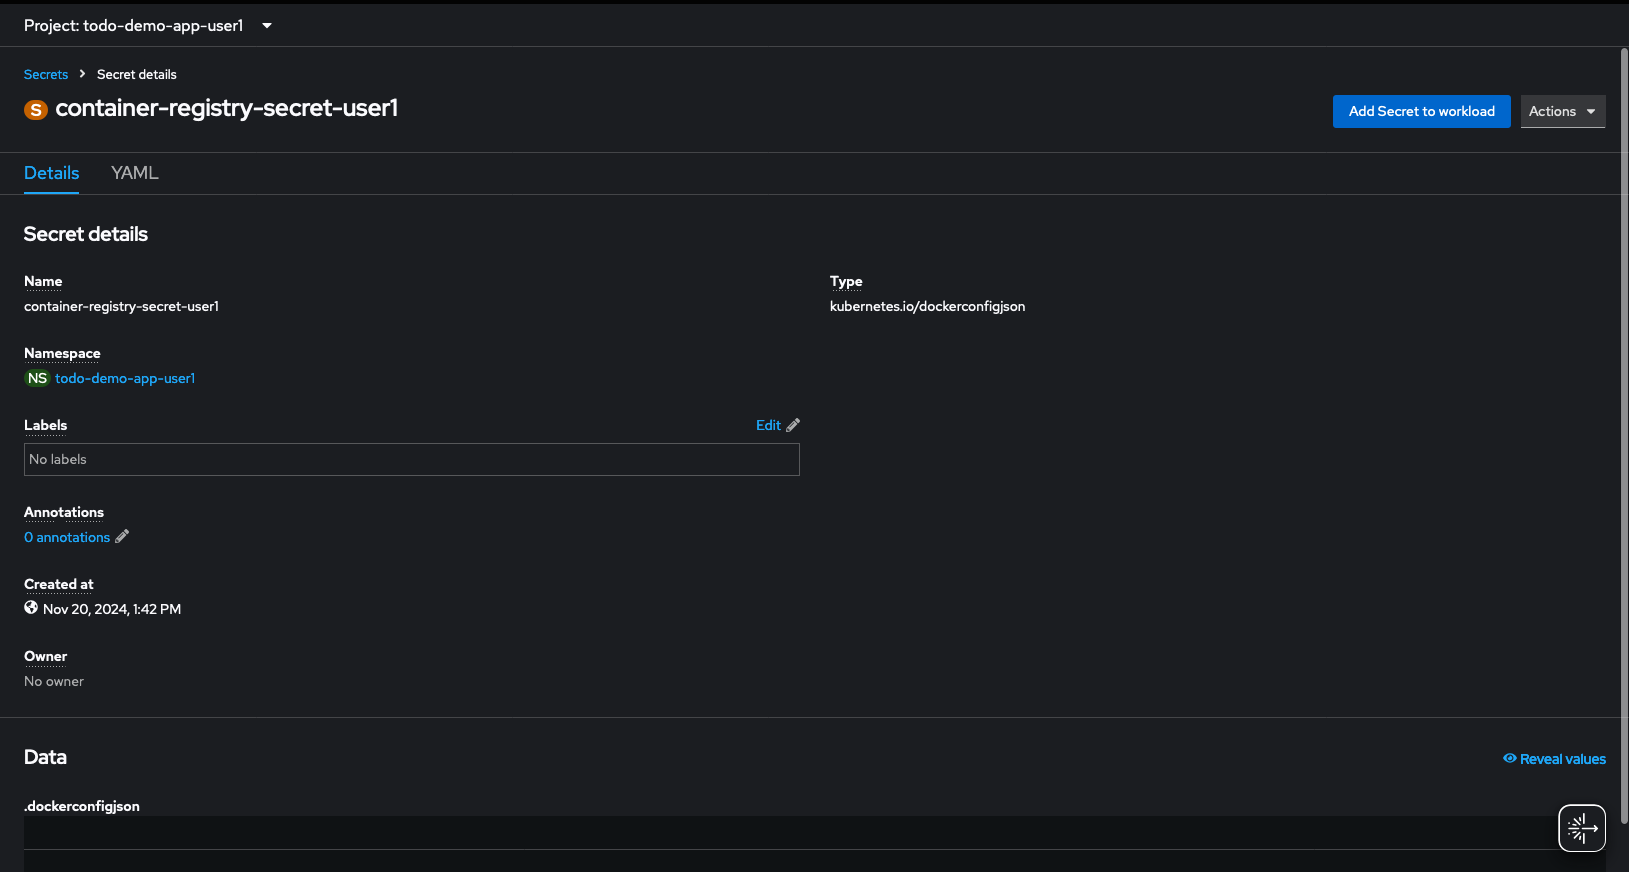 Project: todo-demo-app-user1
Secrets > Secret details
S container-registry-secret-user1
Add Secret to workload
Actions
Details
YAML
Secret details
Name
container-registry-secret-user1
Type
kubernetes.io/dockerconfigjson
Namespace
NS todo-demo-app-user1
Labels
Edit
No labels
Annotations
0 annotations
Created at
Nov 20, 2024, 1:42 PM
Owner
No owner
Data
Reveal values
.dockerconfigjson